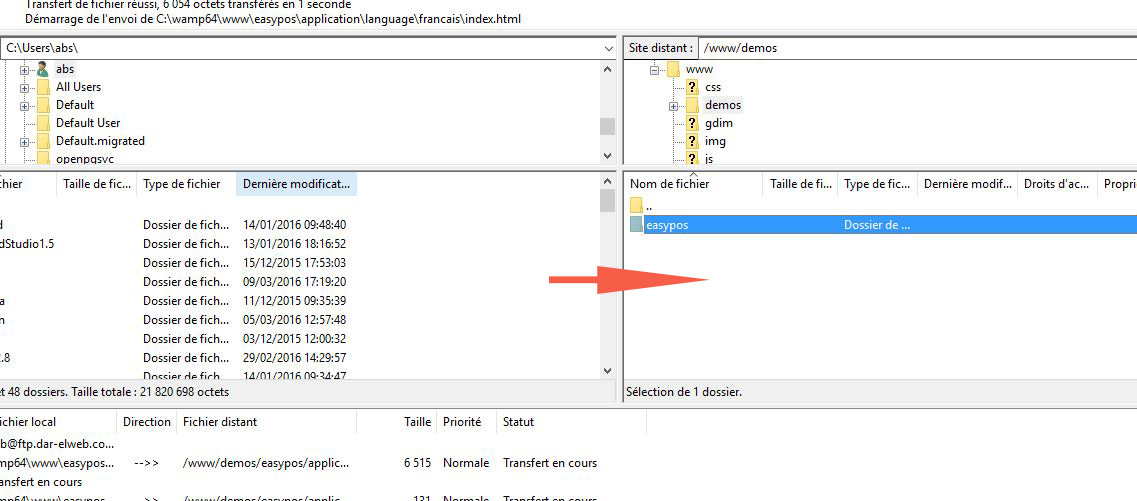 Transfert de fichier réussi, 6 054 octets transférés en 1 seconde
Démarrage de l'envoi de C:\wamp64\www\easypos\application\language\francais\index.html
C:\Users\abs\
abs
All Users
Default
Default User
Default.migrated
openpgsvc
Site distant : /www/demos
www
css
demos
gdim
img
js
chier Taille de fic... Type de fichier Dernière modificat...
d Dossier de fich... 14/01/2016 09:48:40
dStudio1.5 Dossier de fich... 13/01/2016 18:16:52
Dossier de fich... 15/12/2015 17:53:03
Dossier de fich... 09/03/2016 17:19:20
a Dossier de fich... 11/12/2015 09:35:39
n Dossier de fich... 05/03/2016 12:57:48
Dossier de fich... 03/12/2015 12:00:32
2.8 Dossier de fich... 29/02/2016 14:29:57
Dossier de fich... 14/01/2016 09:34:47
et 48 dossiers. Taille totale : 21 820 698 octets
Nom de fichier Taille de fi... Type de fic... Dernière modif... Droits d'ac... Propri
..
easypos Dossier de ...
Sélection de 1 dossier.
ichier local Direction Fichier distant Taille Priorité Statut
b@ftp.dar-elweb.co...
mp64\www\easypos... -->> /www/demos/easypos/applic... 6 515 Normale Transfert en cours
ansfert en cours
mp64\www\easypos... -->> /www/demos/easypos/applic... 131 Normale Transfert en cours